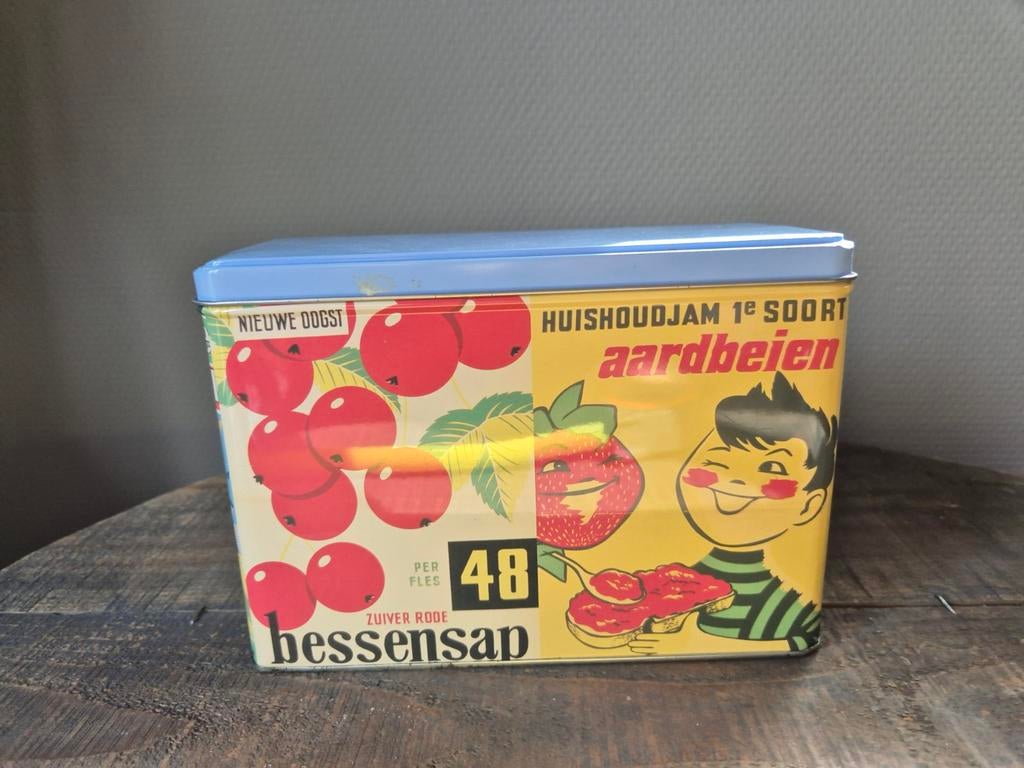 NIEUWE OOGST
PER
FLES
48
ZUIVER RODE
bessensap
HUISHOUDJAM 1e SOORT
aardbeien